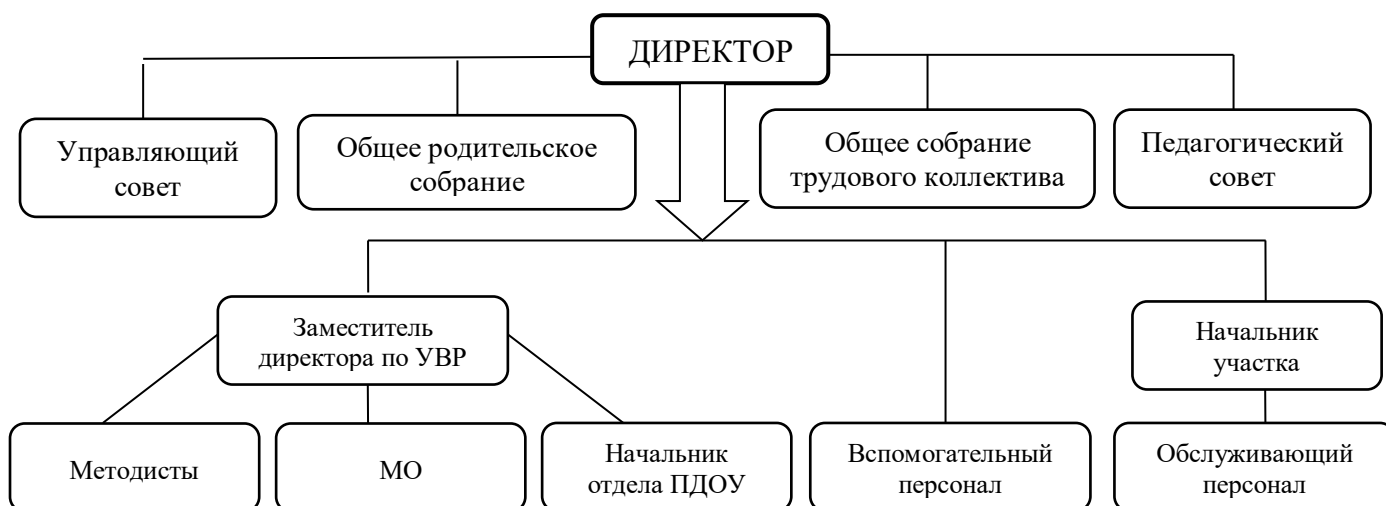 ДИРЕКТОР
Управляющий
совет
Общее родительское
собрание
Общее собрание
трудового коллектива
Педагогический
совет
Заместитель
директора по УВР
Начальник
участка
Методисты
МО
Начальник
отдела ПДОУ
Вспомогательный
персонал
Обслуживающий
персонал